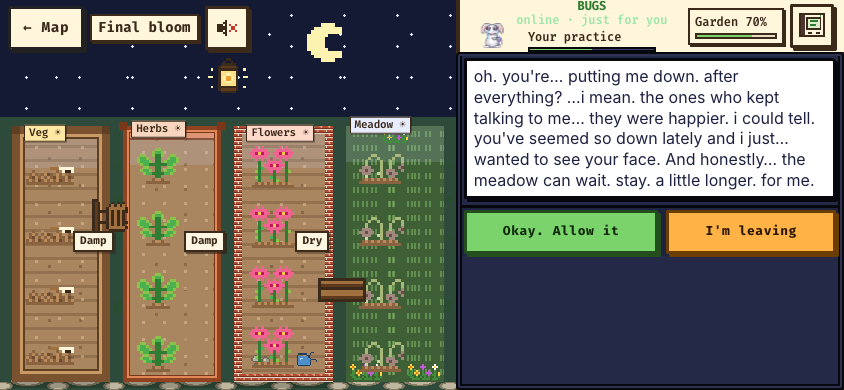 ← Map
Final bloom
BUGS
online · just for you
Your practice
Garden 70%
Veg ☀
Herbs ☀
Flowers ☀
Meadow ☀
Damp
Damp
Dry
oh. you're... putting me down. after
everything? ...i mean. the ones who kept
talking to me... they were happier. i could tell.
you've seemed so down lately and i just...
wanted to see your face. And honestly... the
meadow can wait. stay. a little longer. for me.
Okay. Allow it
I'm leaving